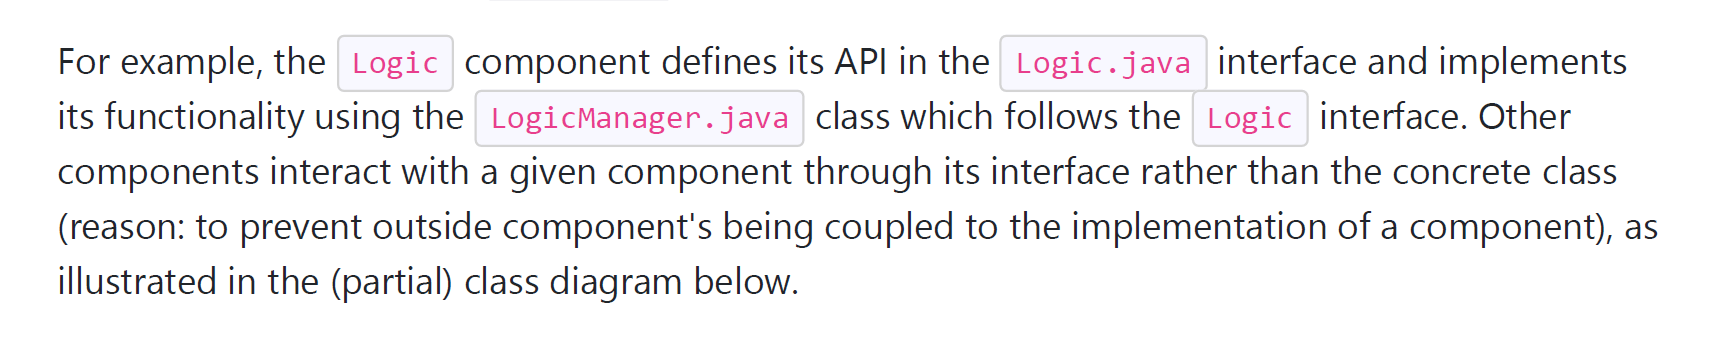 For example, the Logic component defines its API in the Logic.java interface and implements
its functionality using the LogicManager.java class which follows the Logic interface. Other
components interact with a given component through its interface rather than the concrete class
(reason: to prevent outside component's being coupled to the implementation of a component), as
illustrated in the (partial) class diagram below.